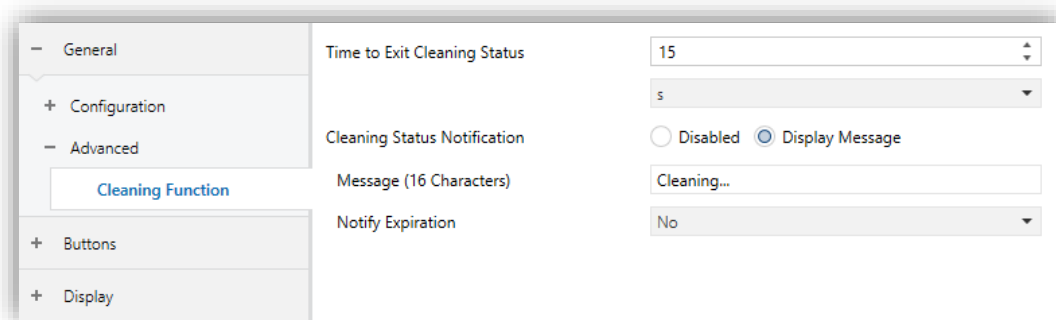 General
Configuration
Advanced
Cleaning Function
Buttons
Display
Time to Exit Cleaning Status
15
s
Cleaning Status Notification
Disabled
Display Message
Message (16 Characters)
Cleaning...
Notify Expiration
No